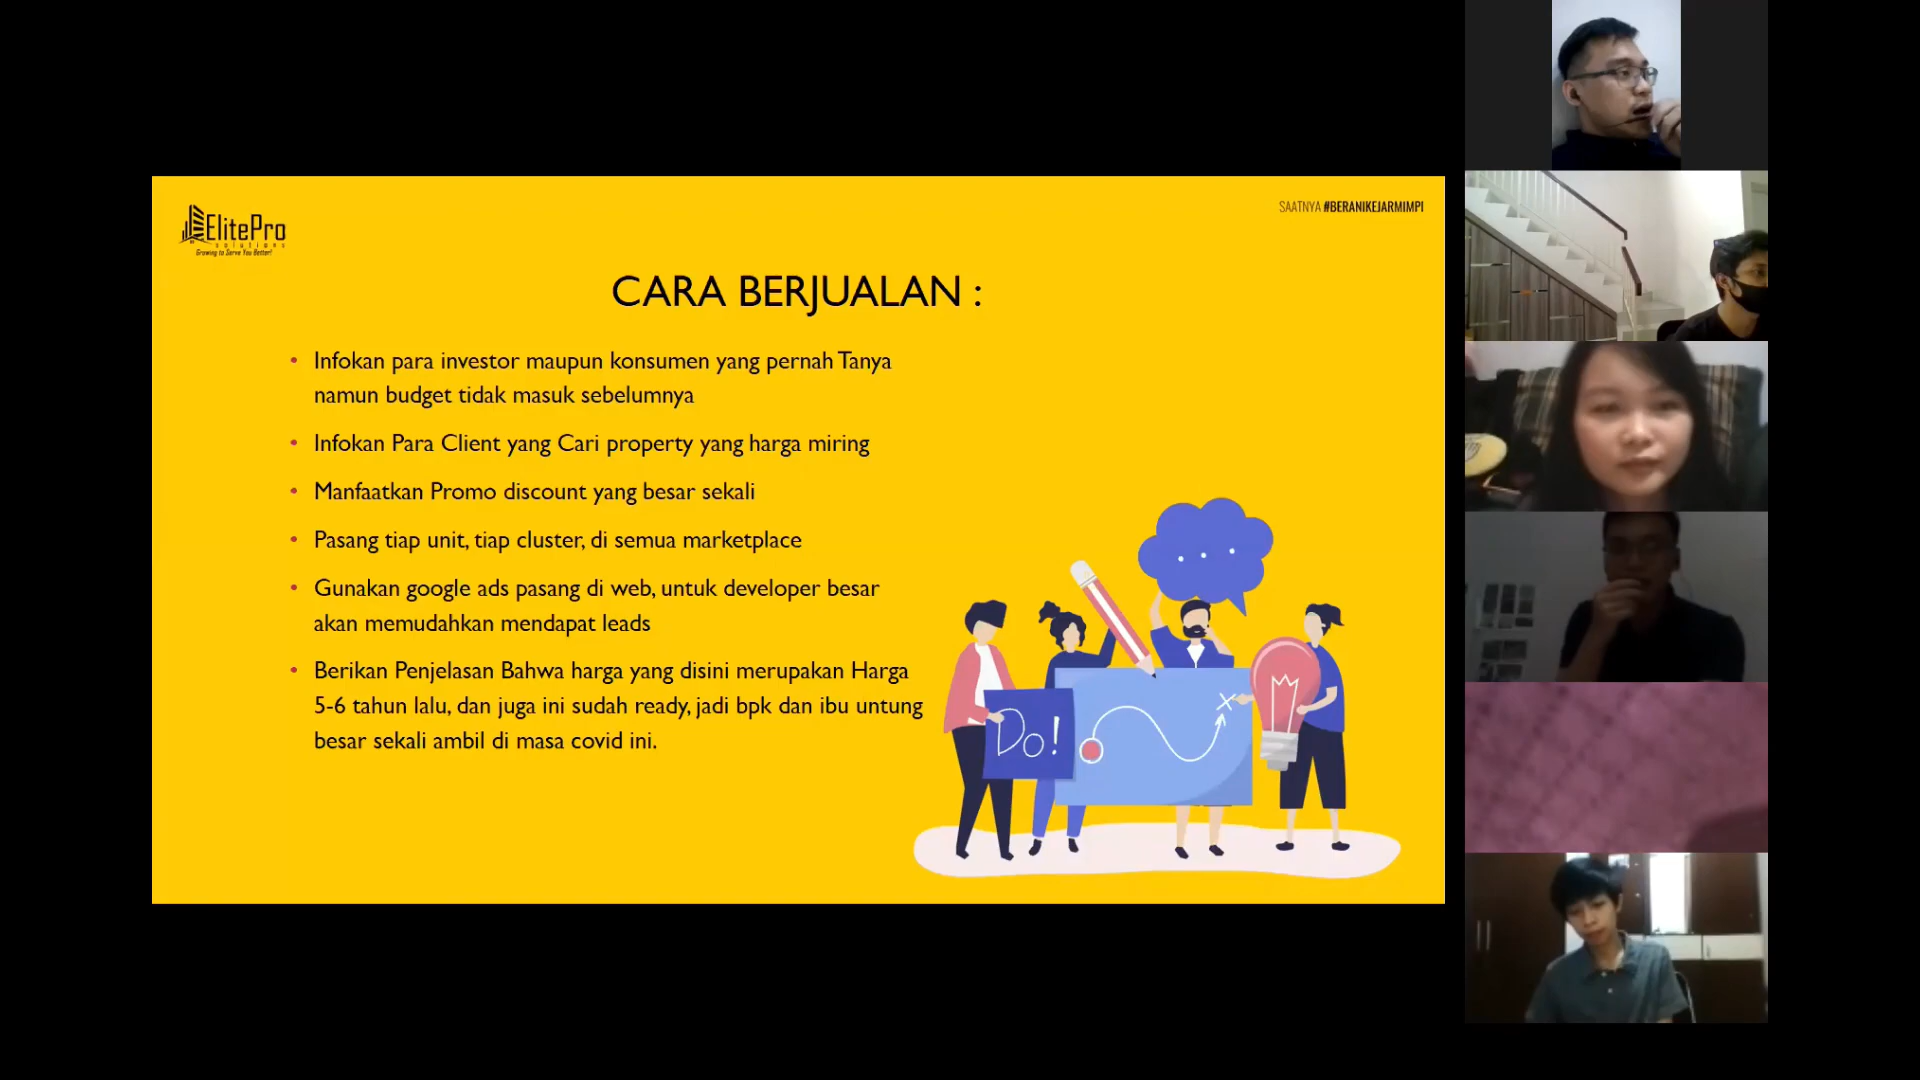 ElitePro
solutions
Growing to Serve You Better!
SAATNYA #BERANIKEJARMIMPI
CARA BERJUALAN :
• Infokan para investor maupun konsumen yang pernah Tanya
namun budget tidak masuk sebelumnya
• Infokan Para Client yang Cari property yang harga miring
• Manfaatkan Promo discount yang besar sekali
• Pasang tiap unit, tiap cluster, di semua marketplace
• Gunakan google ads pasang di web, untuk developer besar
akan memudahkan mendapat leads
• Berikan Penjelasan Bahwa harga yang disini merupakan Harga
5-6 tahun lalu, dan juga ini sudah ready, jadi bpk dan ibu untung
besar sekali ambil di masa covid ini.
Do!